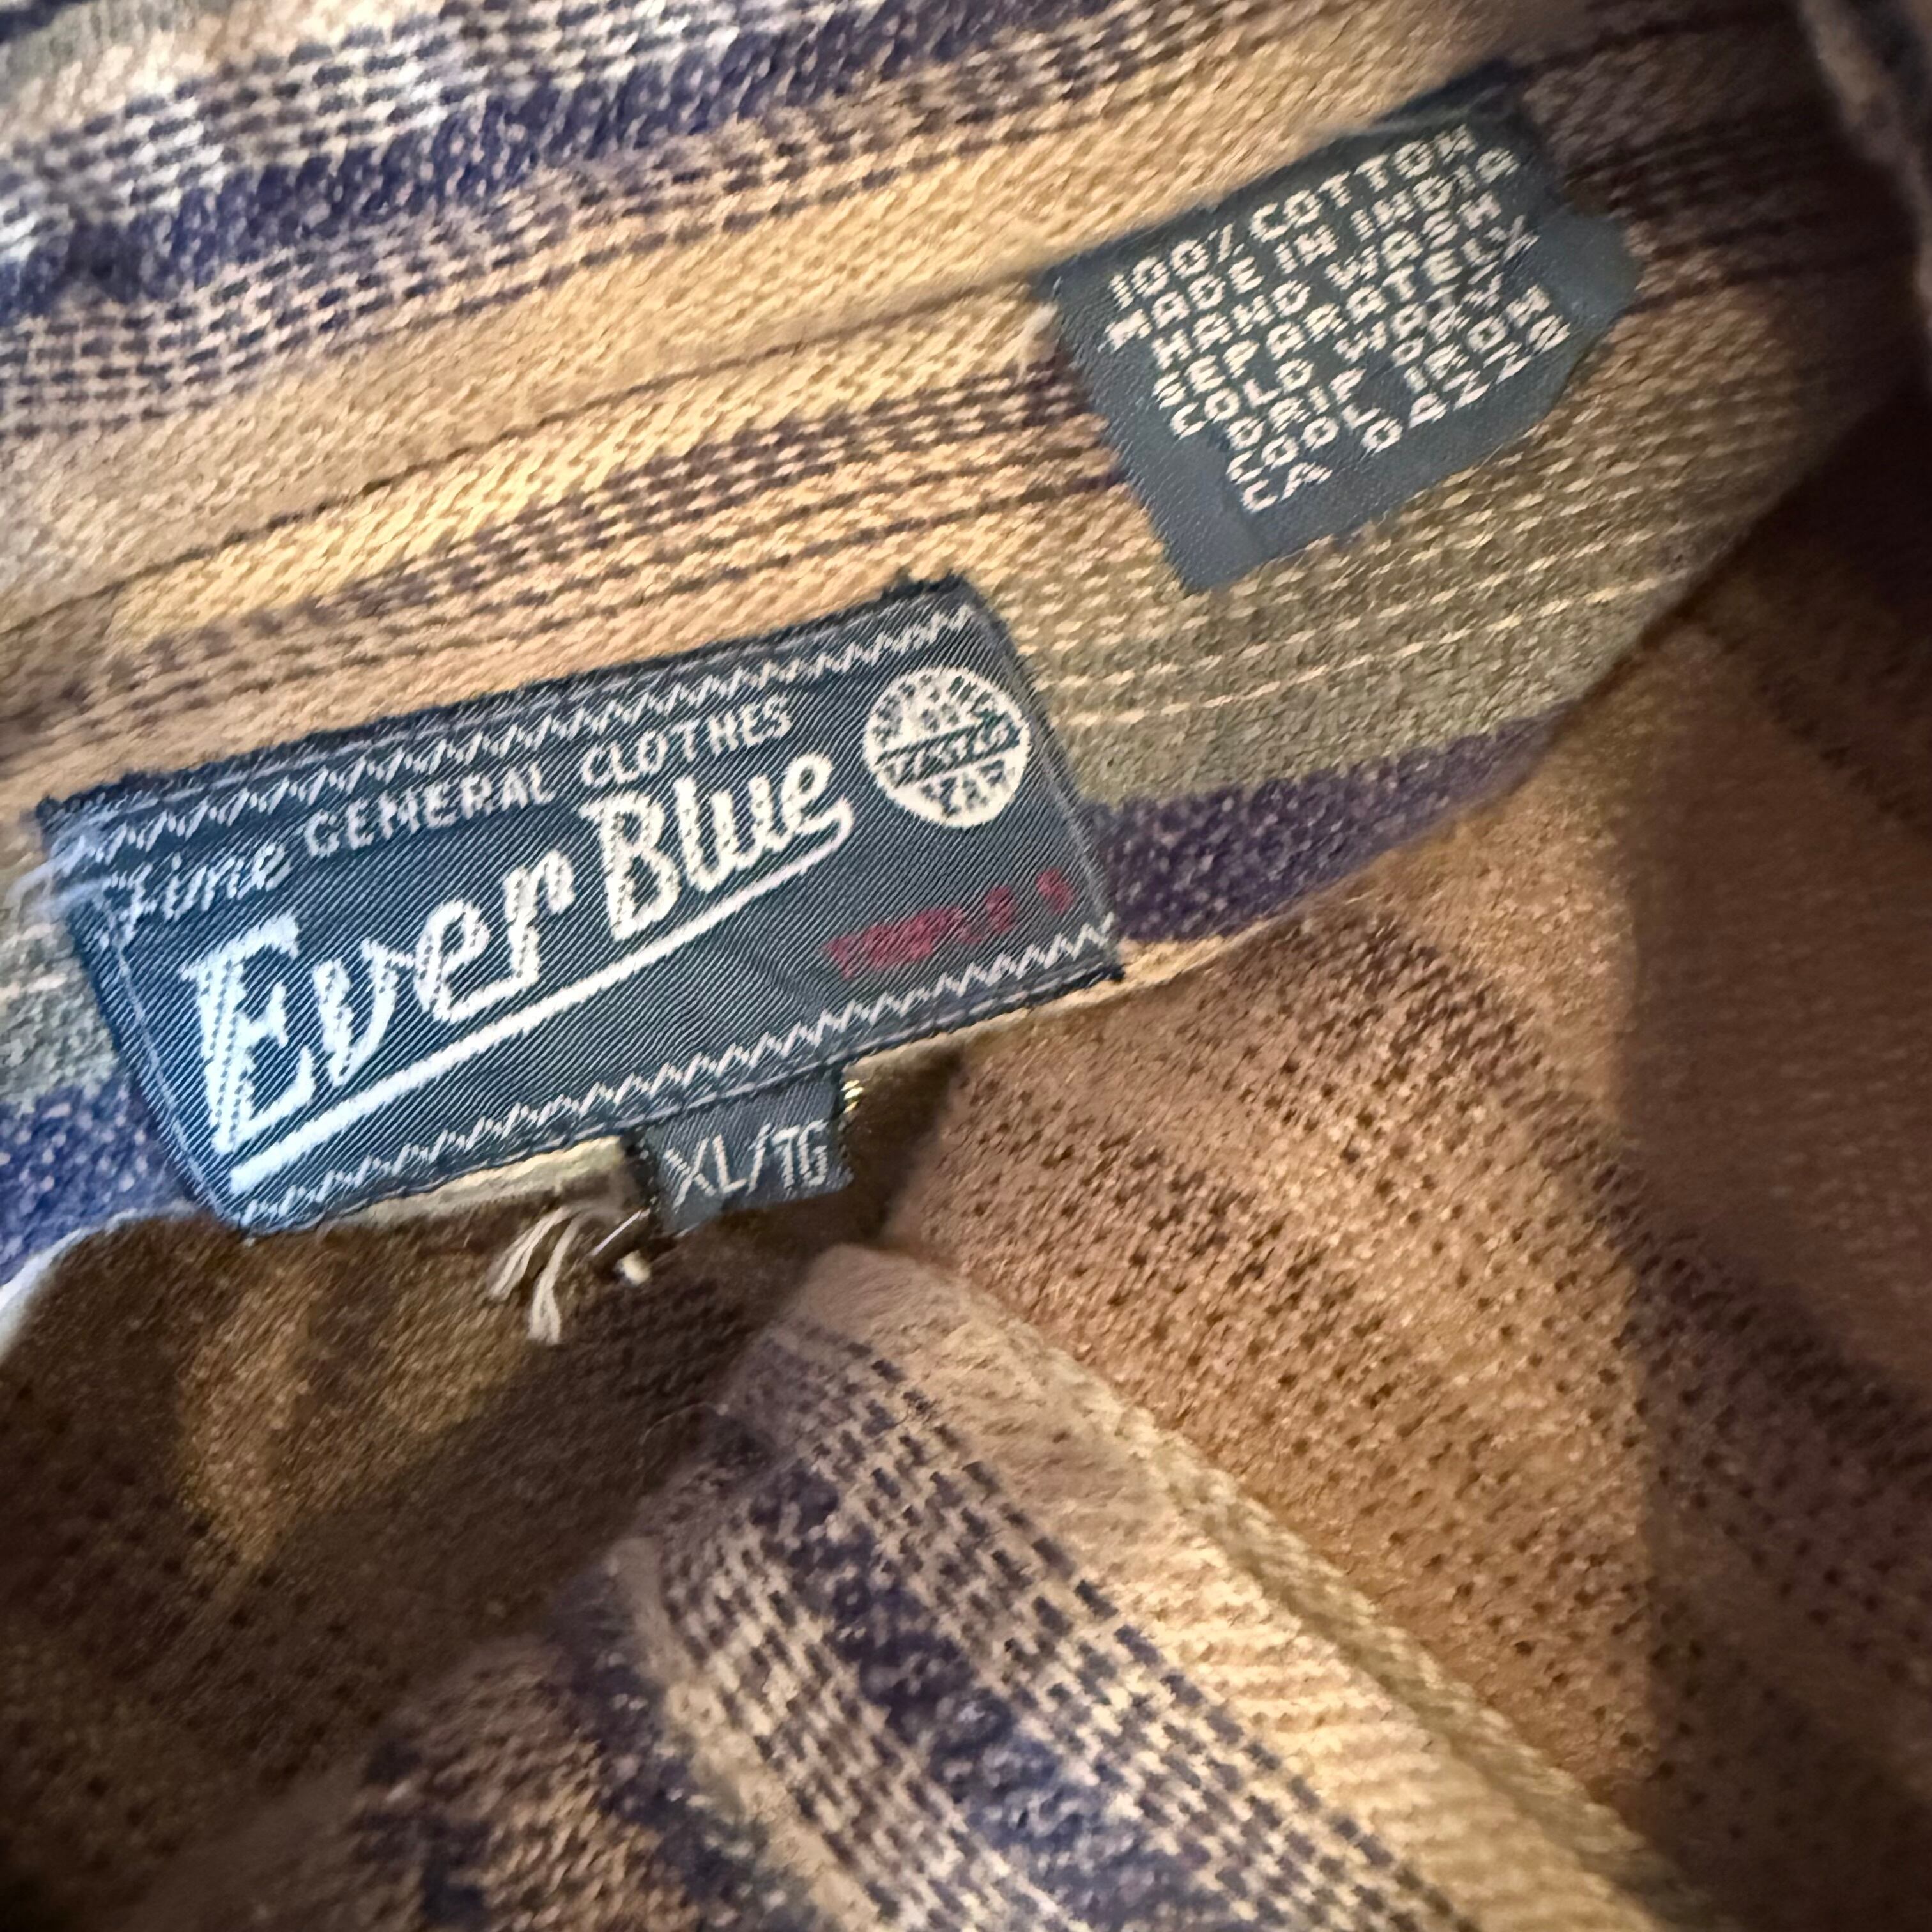 100% COTTON
MADE IN INDIA
HAND WASH
SEPARATELY
COLD WATER
DRIP DRY
COOL IRON
CA
Fine GENERAL CLOTHES
Ever Blue
XL/TG